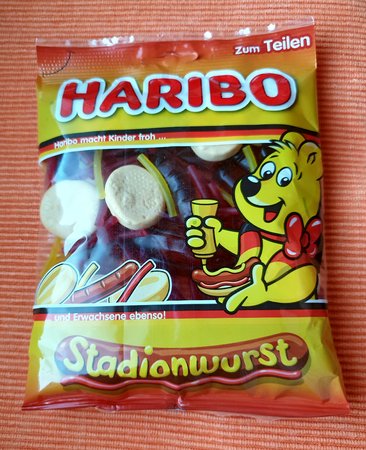 Zum Teilen
HARIBO
Haribo macht Kinder froh ...
... und Erwachsene ebenso!
Stadionwurst